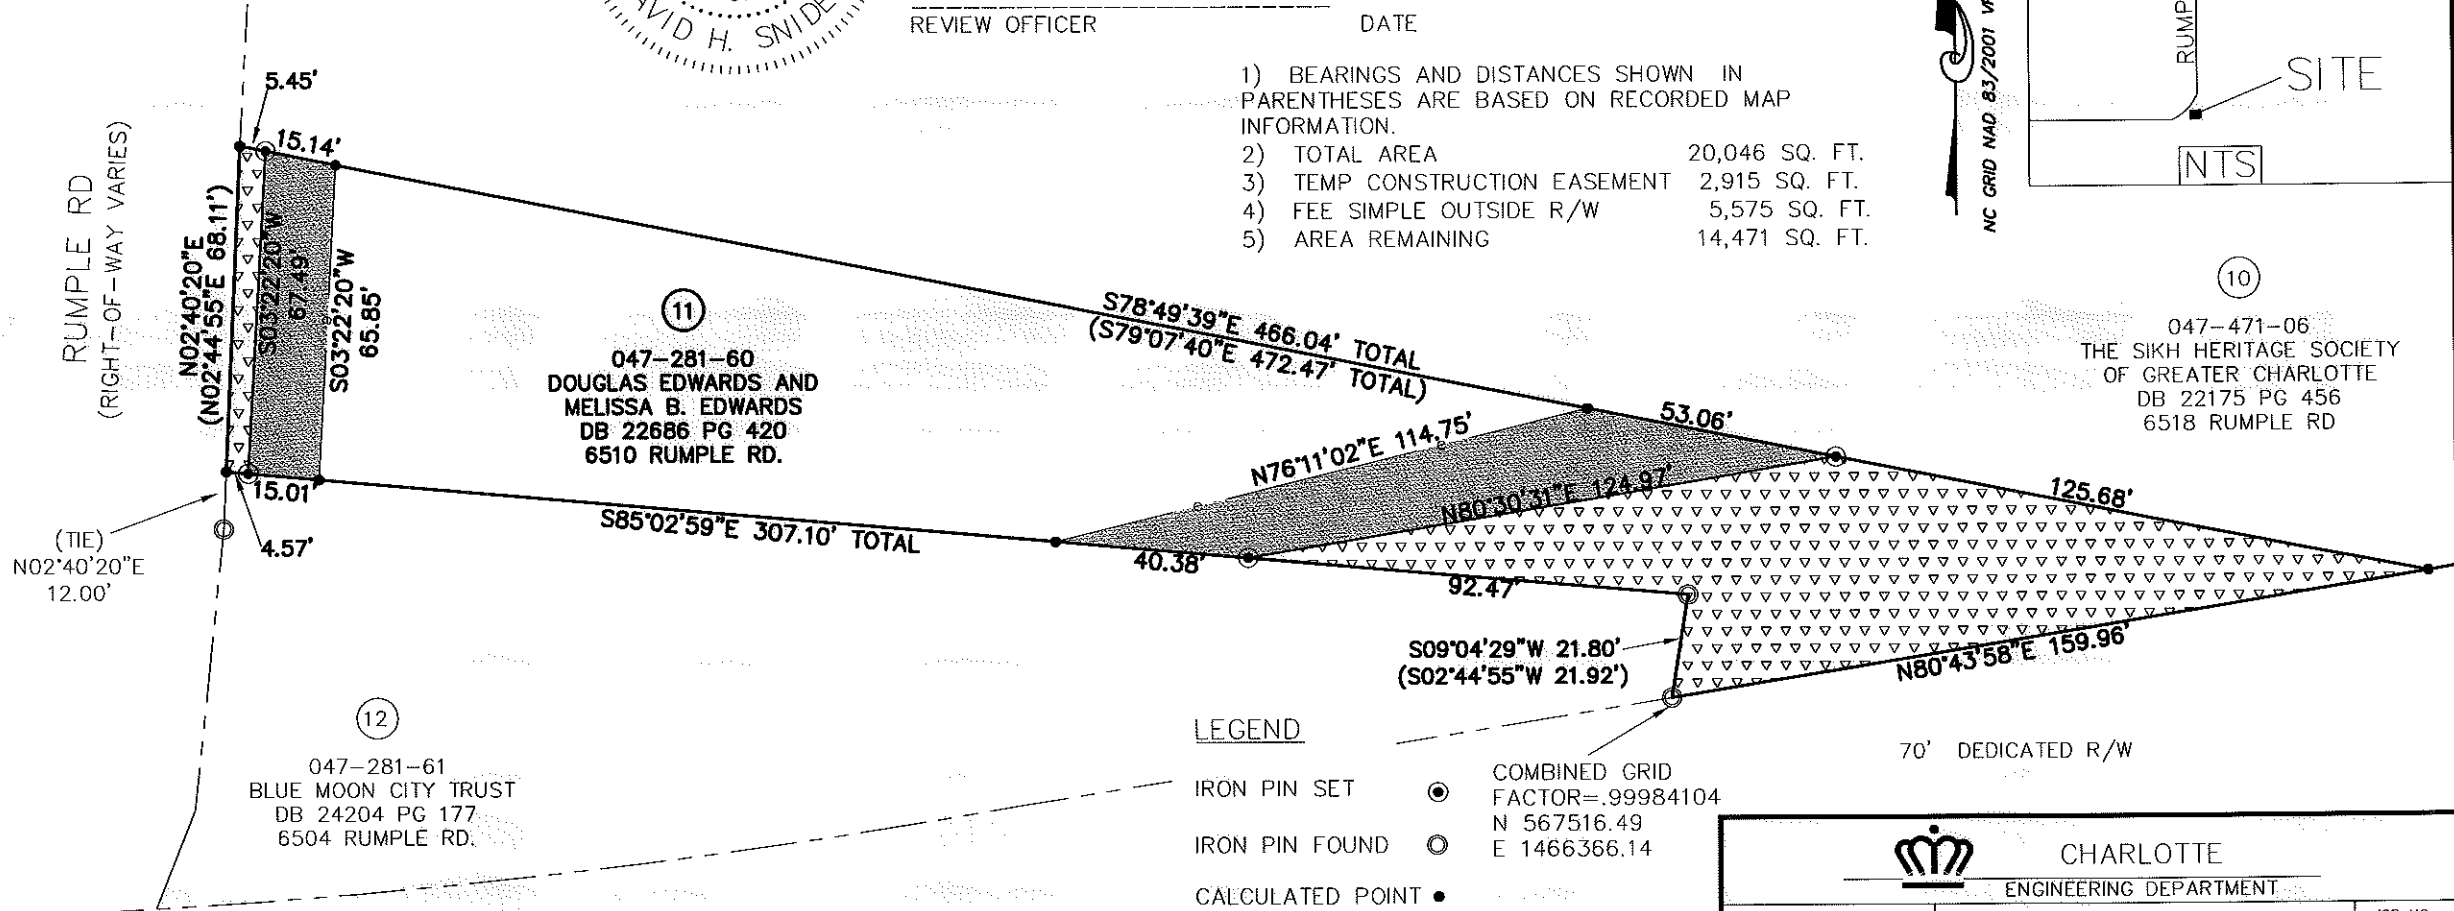 DAVID H. SNIDE
REVIEW OFFICER
DATE
1) BEARINGS AND DISTANCES SHOWN IN
PARENTHESES ARE BASED ON RECORDED MAP
INFORMATION.
2) TOTAL AREA 20,046 SQ. FT.
3) TEMP CONSTRUCTION EASEMENT 2,915 SQ. FT.
4) FEE SIMPLE OUTSIDE R/W 5,575 SQ. FT.
5) AREA REMAINING 14,471 SQ. FT.
NC GRID NAD 83/2001
RUMP
SITE
NTS
5.45'
15.14'
RUMPLE RD
(RIGHT-OF-WAY VARIES)
N02°40'20"E
(N02°44'55"E 68.11')
S03°22'20"W
67.49'
S03°22'20"W
65.85'
11
047-281-60
DOUGLAS EDWARDS AND
MELISSA B. EDWARDS
DB 22686 PG 420
6510 RUMPLE RD.
S78°49'39"E 466.04' TOTAL
(S79°07'40"E 472.47' TOTAL)
10
047-471-06
THE SIKH HERITAGE SOCIETY
OF GREATER CHARLOTTE
DB 22175 PG 456
6518 RUMPLE RD
53.06'
N76°11'02"E 114.75'
N80°30'31"E 124.97'
125.68'
15.01'
4.57'
(TIE)
N02°40'20"E
12.00'
S85°02'59"E 307.10' TOTAL
40.38'
92.47'
S09°04'29"W 21.80'
(S02°44'55"W 21.92')
N80°43'58"E 159.96'
12
047-281-61
BLUE MOON CITY TRUST
DB 24204 PG 177
6504 RUMPLE RD.
LEGEND
IRON PIN SET
IRON PIN FOUND
CALCULATED POINT
COMBINED GRID
FACTOR=.99984104
N 567516.49
E 1466366.14
70' DEDICATED R/W
CHARLOTTE
ENGINEERING DEPARTMENT